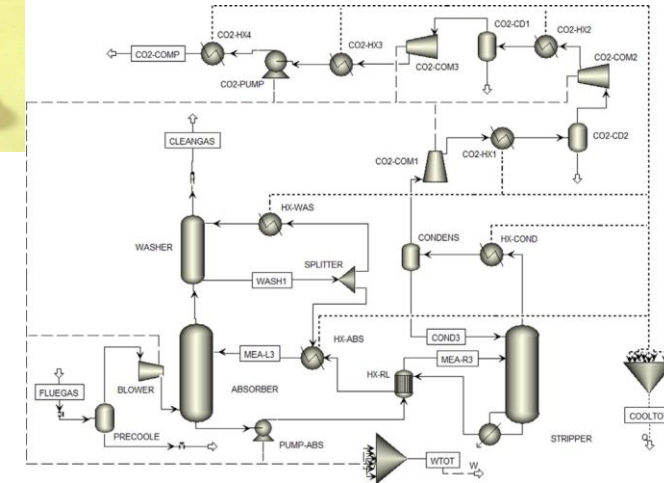 CO2-HX4
CO2-COMP
CO2-PUMP
CO2-HX3
CO2-COM3
CO2-CD1
CO2-HX2
CO2-COM2
CLEANGAS
CO2-COM1
CO2-HX1
CO2-CD2
HX-WAS
WASHER
SPLITTER
WASH1
CONDENS
HX-COND
HX-ABS
COND3
MEA-L3
MEA-R3
HX-RL
FLUEGAS
BLOWER
ABSORBER
PRECOOLE
PUMP-ABS
STRIPPER
COOLTOT
Q
WTOT
W